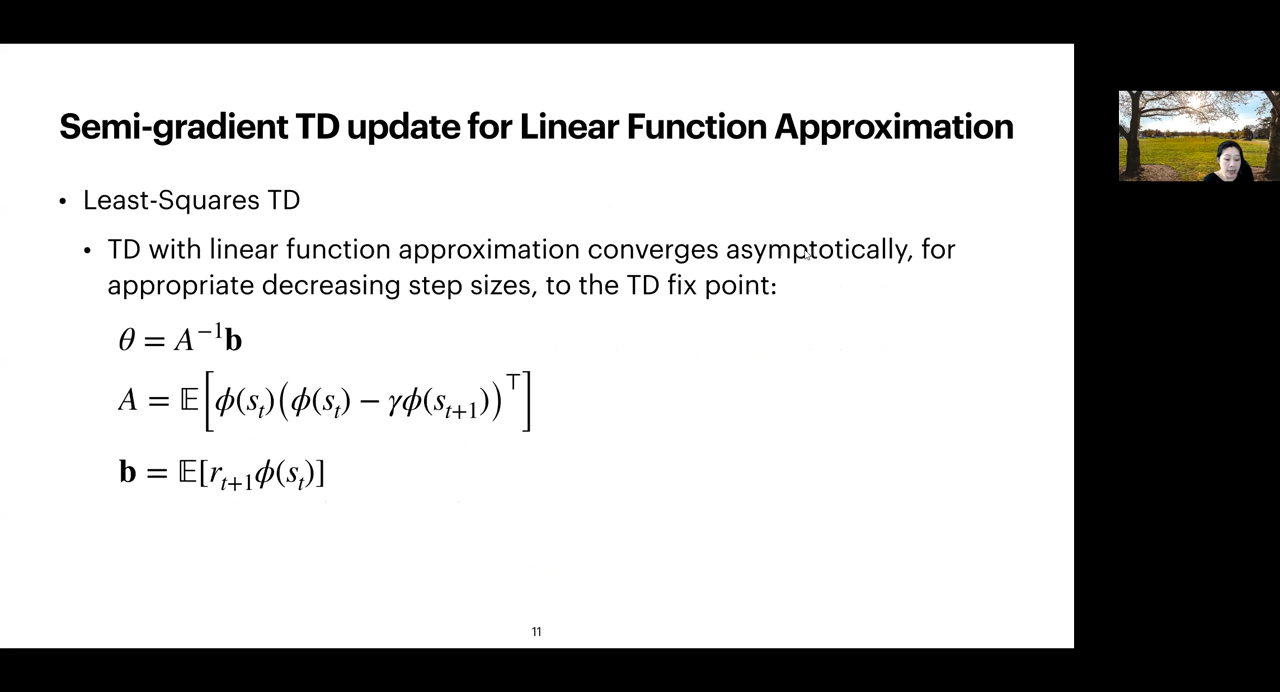 Semi-gradient TD update for Linear Function Approximation
• Least-Squares TD
• TD with linear function approximation converges asymptotically, for
appropriate decreasing step sizes, to the TD fix point:
θ = A⁻¹𝐛
A = 𝔼[ϕ(sₜ)(ϕ(sₜ) − γϕ(sₜ₊₁))ᵀ]
𝐛 = 𝔼[rₜ₊₁ϕ(sₜ)]
11